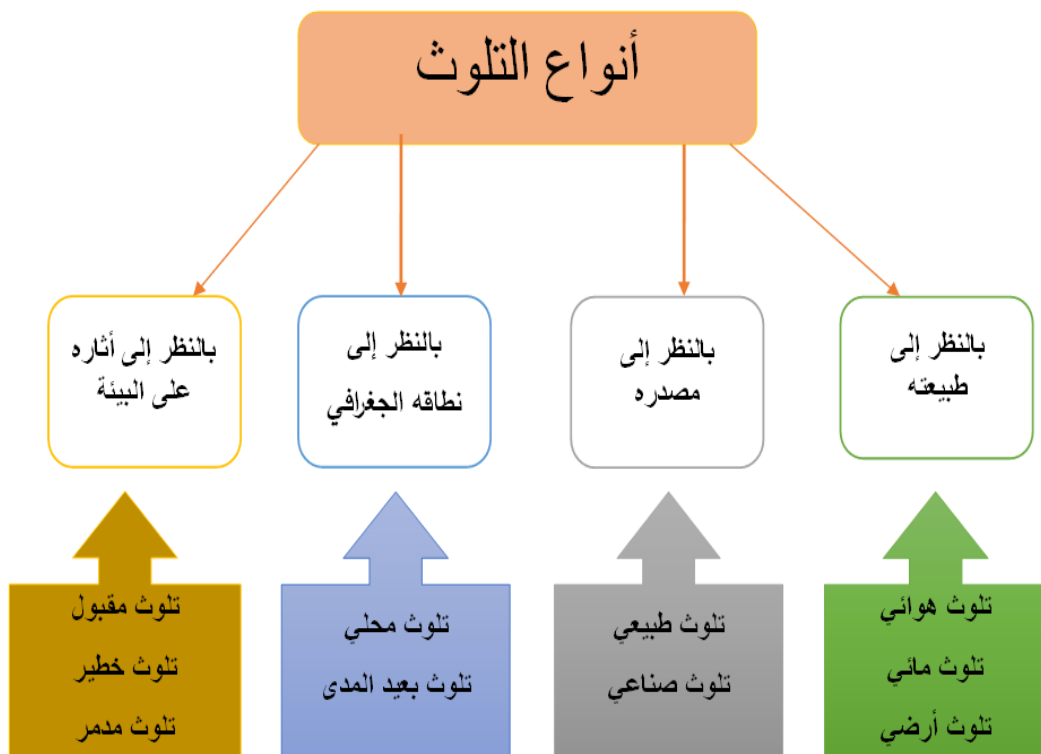 أنواع التلوث
بالنظر إلى
طبيعته
بالنظر إلى
مصدره
بالنظر إلى
نطاقه الجغرافي
بالنظر إلى أثاره
على البيئة
تلوث هوائي
تلوث مائي
تلوث أرضي
تلوث طبيعي
تلوث صناعي
تلوث محلي
تلوث بعيد المدى
تلوث مقبول
تلوث خطير
تلوث مدمر